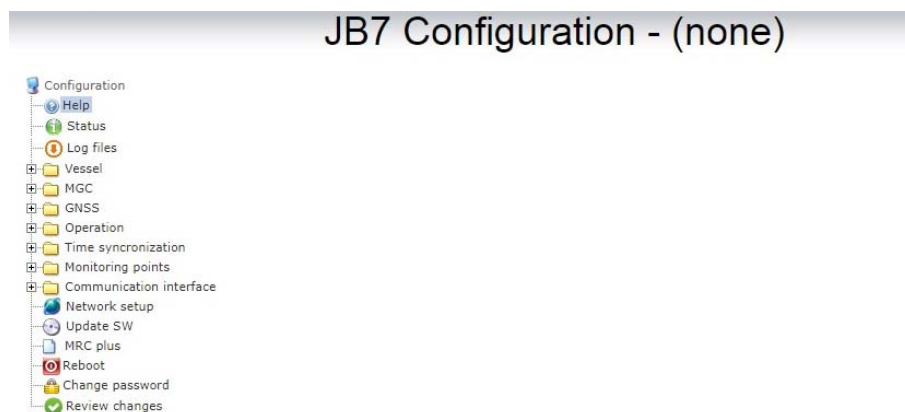 JB7 Configuration - (none)
Configuration
Help
Status
Log files
Vessel
MGC
GNSS
Operation
Time syncronization
Monitoring points
Communication interface
Network setup
Update SW
MRC plus
Reboot
Change password
Review changes